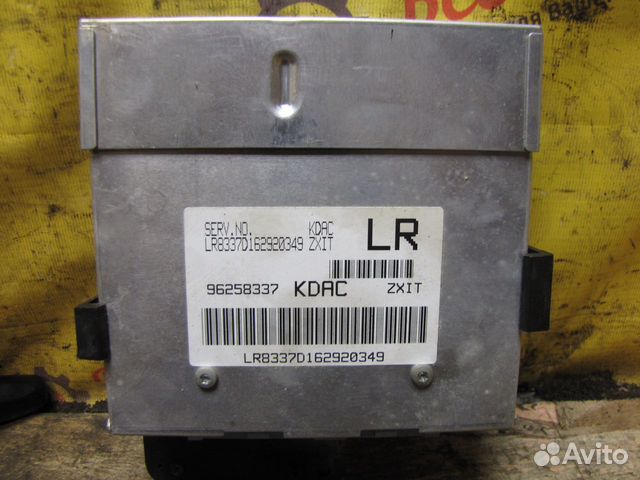 SERV.NO. KDAC LR
LR8337D162920349 ZXIT
96258337 KDAC ZXIT
LR8337D162920349
Avito